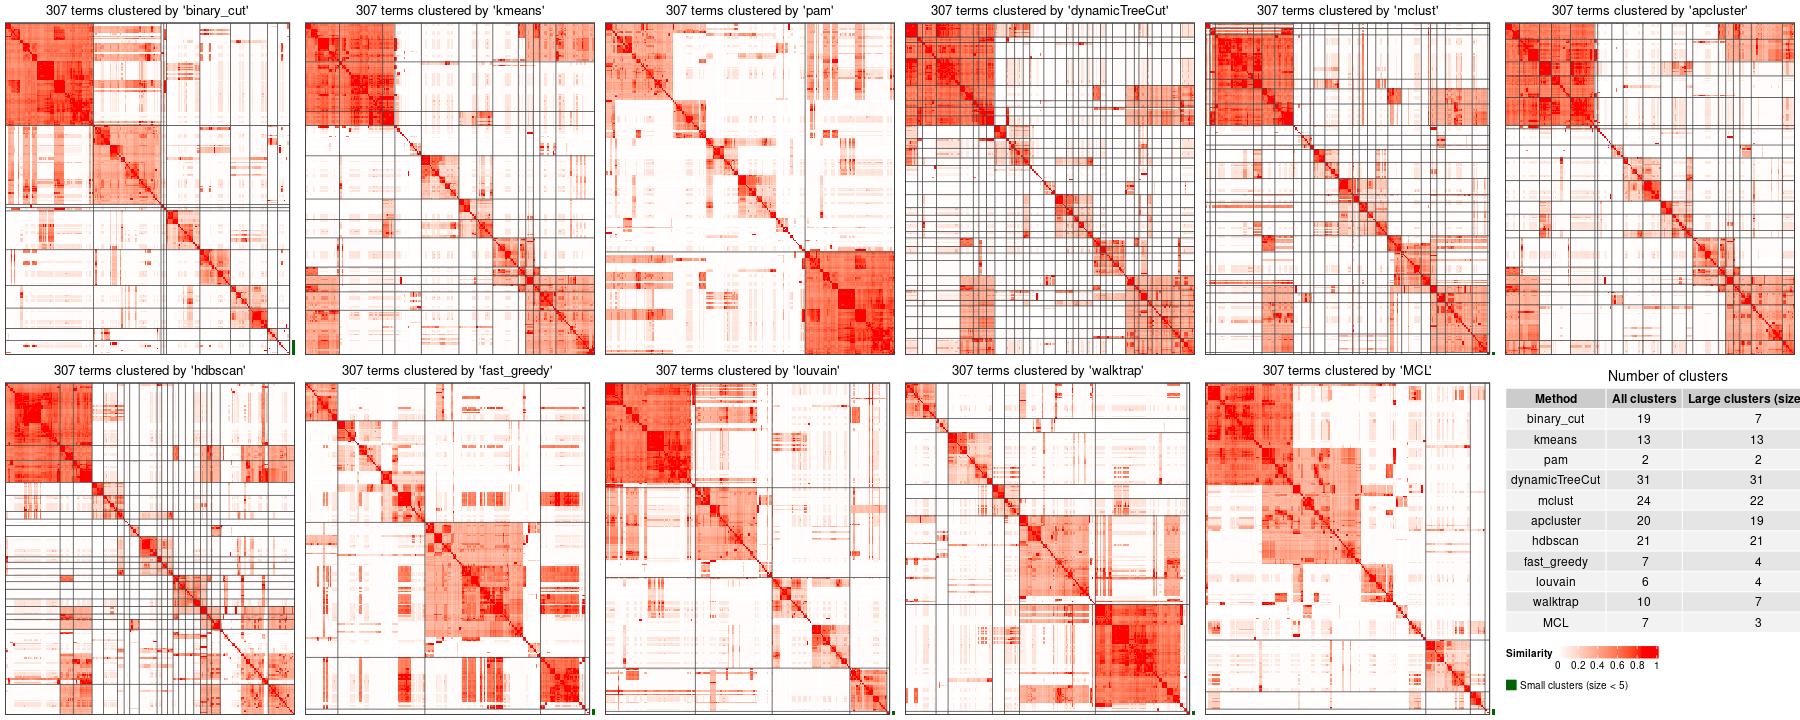 307 terms clustered by 'binary_cut'
307 terms clustered by 'kmeans'
307 terms clustered by 'pam'
307 terms clustered by 'dynamicTreeCut'
307 terms clustered by 'mclust'
307 terms clustered by 'apcluster'
307 terms clustered by 'hdbscan'
307 terms clustered by 'fast_greedy'
307 terms clustered by 'louvain'
307 terms clustered by 'walktrap'
307 terms clustered by 'MCL'
Number of clusters
Method All clusters Large clusters (size
binary_cut 19 7
kmeans 13 13
pam 2 2
dynamicTreeCut 31 31
mclust 24 22
apcluster 20 19
hdbscan 21 21
fast_greedy 7 4
louvain 6 4
walktrap 10 7
MCL 7 3
Similarity 0 0.2 0.4 0.6 0.8 1
Small clusters (size < 5)